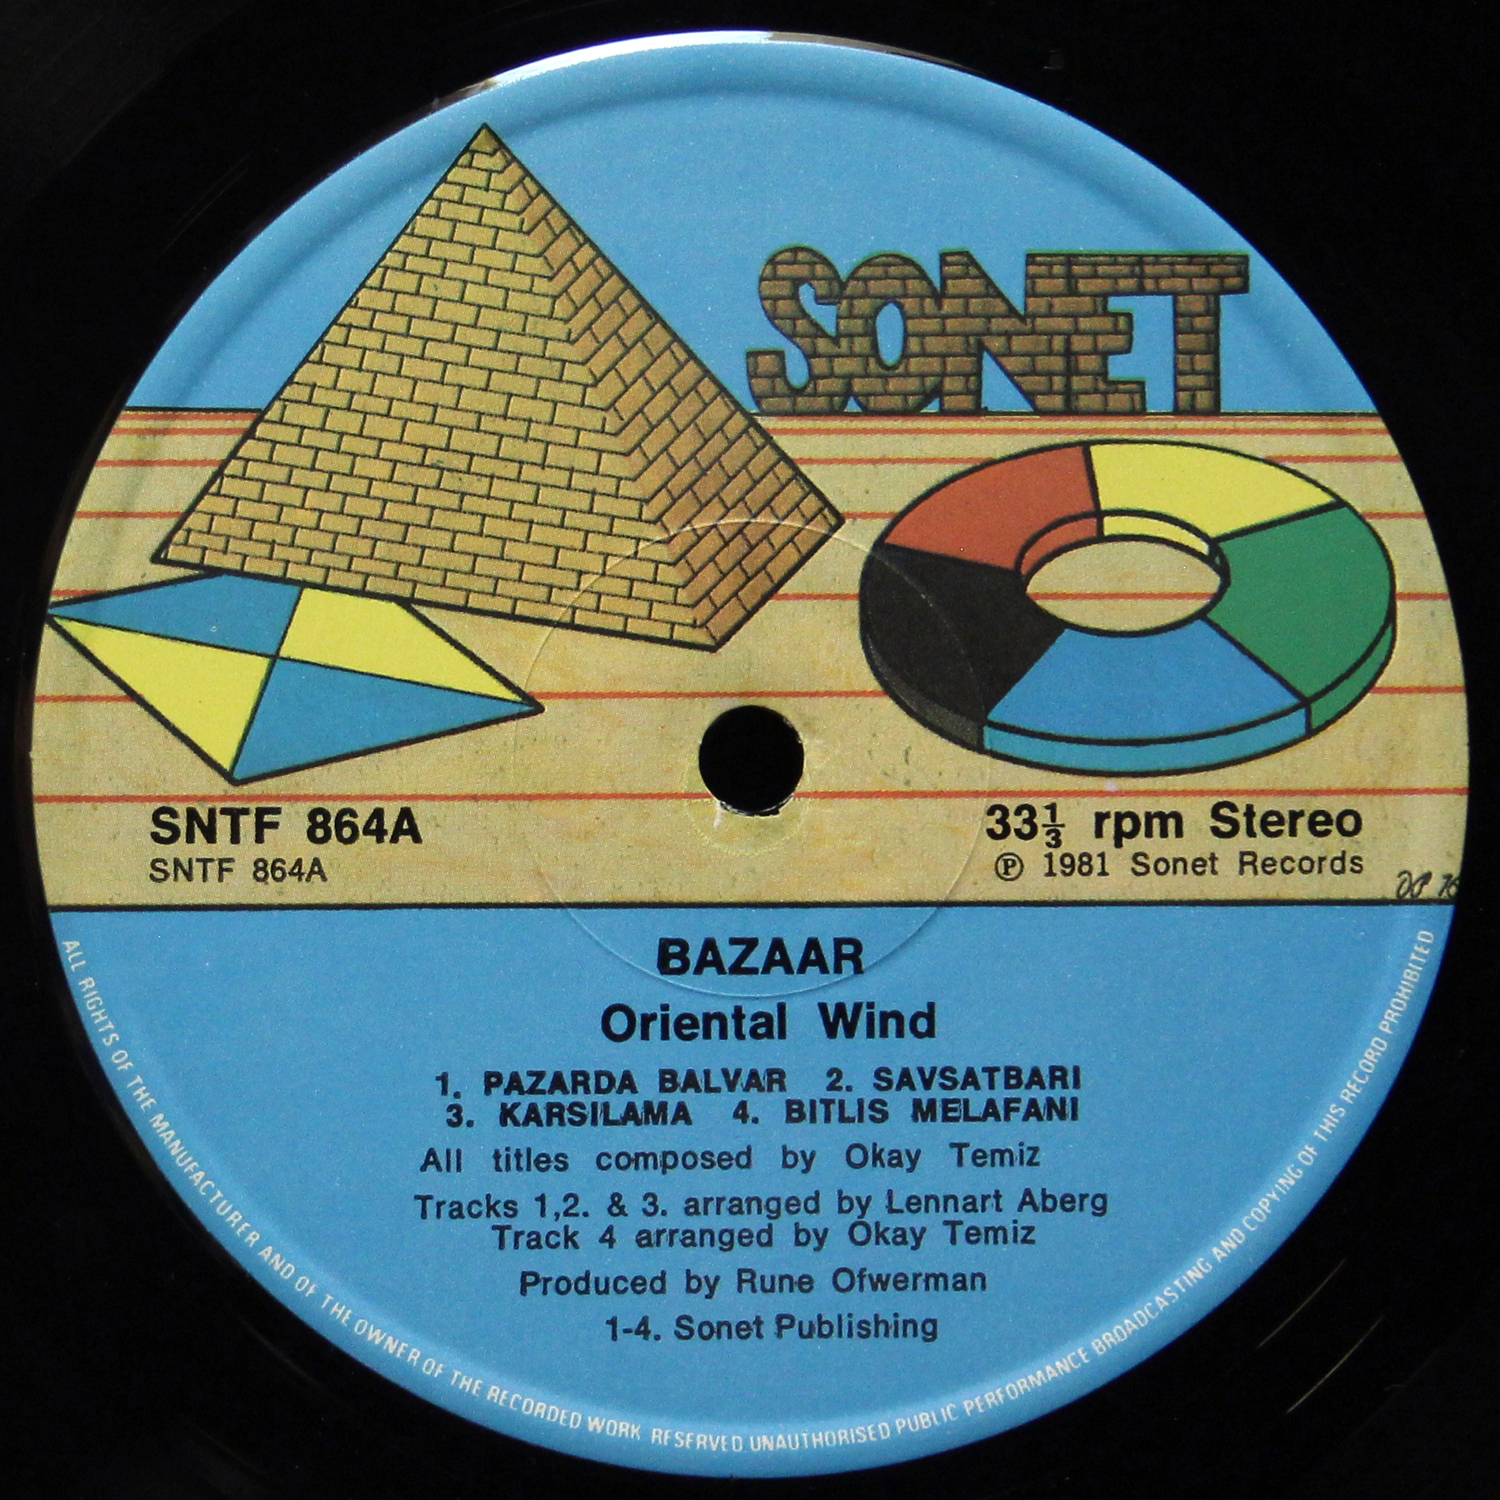 SONET
SNTF 864A
SNTF 864A
33⅓ rpm Stereo
℗ 1981 Sonet Records
BAZAAR
Oriental Wind
1. PAZARDA BALVAR 2. SAVSATBARI
3. KARSILAMA 4. BITLIS MELAFANI
All titles composed by Okay Temiz
Tracks 1,2. & 3. arranged by Lennart Aberg
Track 4 arranged by Okay Temiz
Produced by Rune Ofwerman
1-4. Sonet Publishing
ALL RIGHTS OF THE MANUFACTURER AND OF THE OWNER OF THE RECORDED WORK RESERVED. UNAUTHORISED PUBLIC PERFORMANCE BROADCASTING AND COPYING OF THIS RECORD PROHIBITED